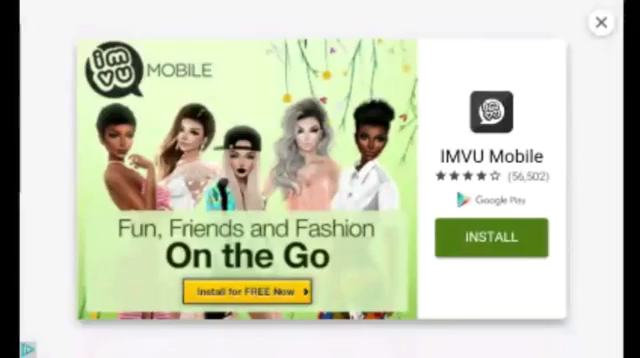 imvu MOBILE
Fun, Friends and Fashion
On the Go
Install for FREE Now
imvu
IMVU Mobile
(56,502)
Google Play
INSTALL